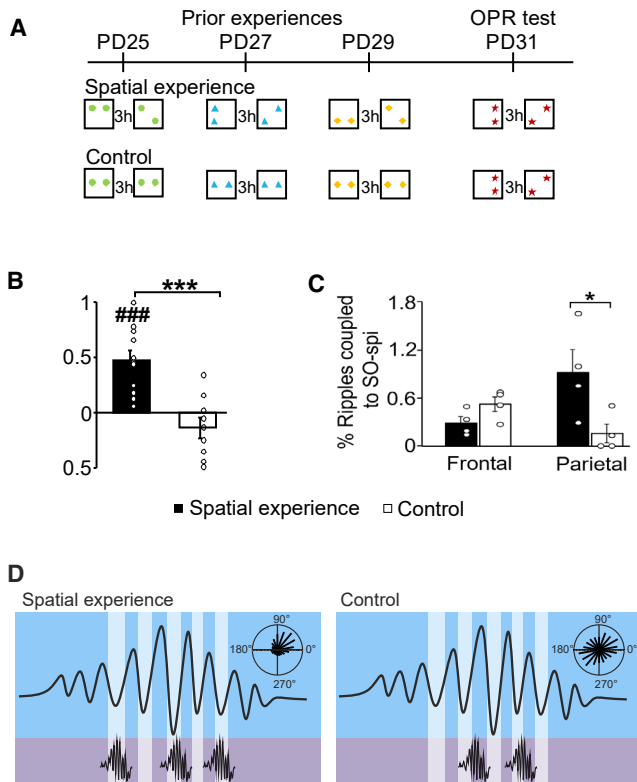 A
Prior experiences
OPR test
PD25 PD27 PD29 PD31
Spatial experience
3h 3h 3h 3h
Control
3h 3h 3h 3h
B
***
###
1
0.5
0
0.5
C
*
% Ripples coupled
to SO-spi
1.8
1.2
0.6
0
Frontal Parietal
Spatial experience Control
D
Spatial experience
90°
180° 0°
270°
Control
90°
180° 0°
270°